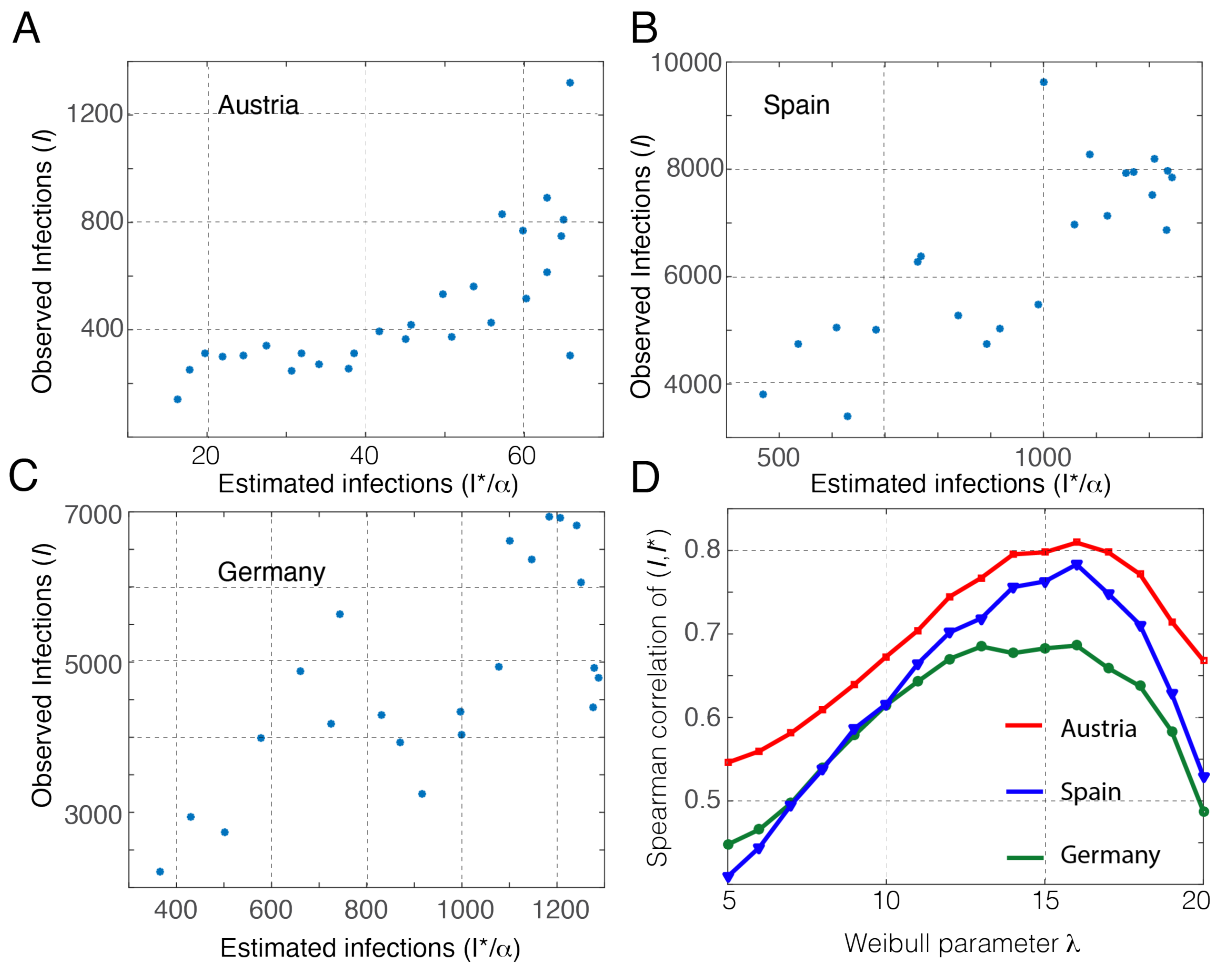 A
1200
800
400
Observed Infections (I)
Austria
20
40
60
Estimated infections (I*/α)
B
10000
8000
6000
4000
Observed Infections (I)
Spain
500
1000
Estimated infections (I*/α)
C
7000
5000
3000
Observed Infections (I)
Germany
400
600
800
1000
1200
Estimated infections (I*/α)
D
0.8
0.7
0.6
0.5
Spearman correlation of (I, I*)
Austria
Spain
Germany
5
10
15
20
Weibull parameter λ